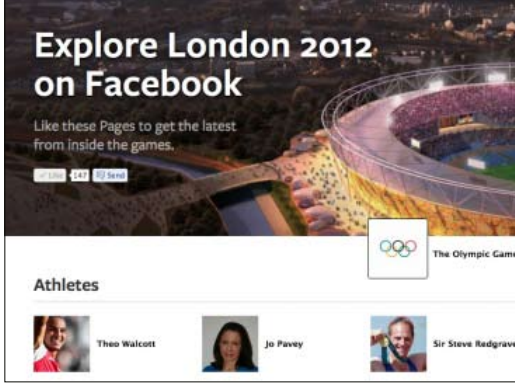 Explore London 2012
on Facebook
Like these Pages to get the latest
from inside the games.
Like 147 Send
The Olympic Game
Athletes
Theo Walcott
Jo Pavey
Sir Steve Redgrave